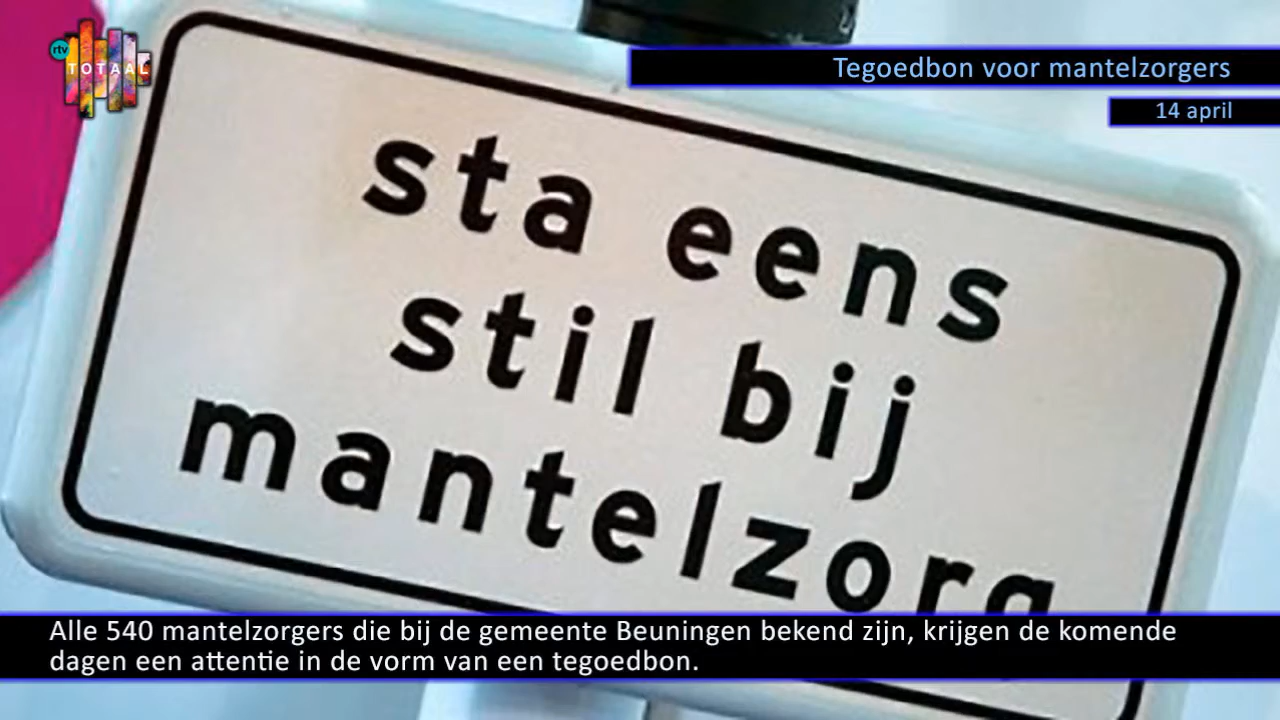 rtv
TOTAAL
Tegoedbon voor mantelzorgers
14 april
sta eens
stil bij
mantelzorg
Alle 540 mantelzorgers die bij de gemeente Beuningen bekend zijn, krijgen de komende
dagen een attentie in de vorm van een tegoedbon.